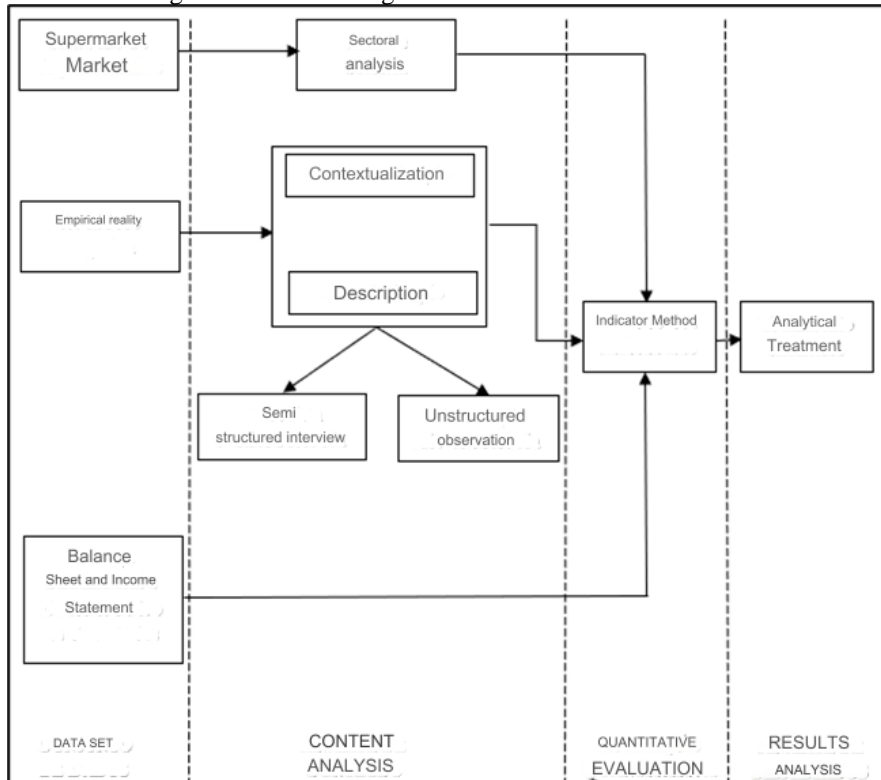 Supermarket
Market
Sectoral
analysis
Contextualization
Empirical reality
Description
Indicator Method
Analytical
Treatment
Semi
structured interview
Unstructured
observation
Balance
Sheet and Income
Statement
DATA SET
CONTENT
ANALYSIS
QUANTITATIVE
EVALUATION
RESULTS
ANALYSIS